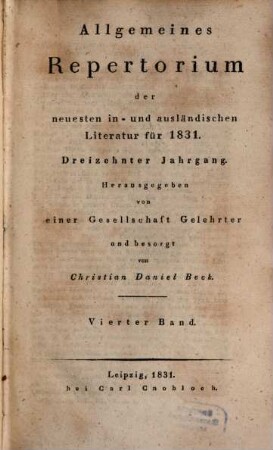 Allgemeines
Repertorium
der
neuesten in- und ausländischen
Literatur für 1831.
Dreizehnter Jahrgang.
Herausgegeben
von
einer Gesellschaft Gelehrter
und besorgt
von
Christian Daniel Beck.
Vierter Band.
Leipzig, 1831.
bei Carl Cnobloch.